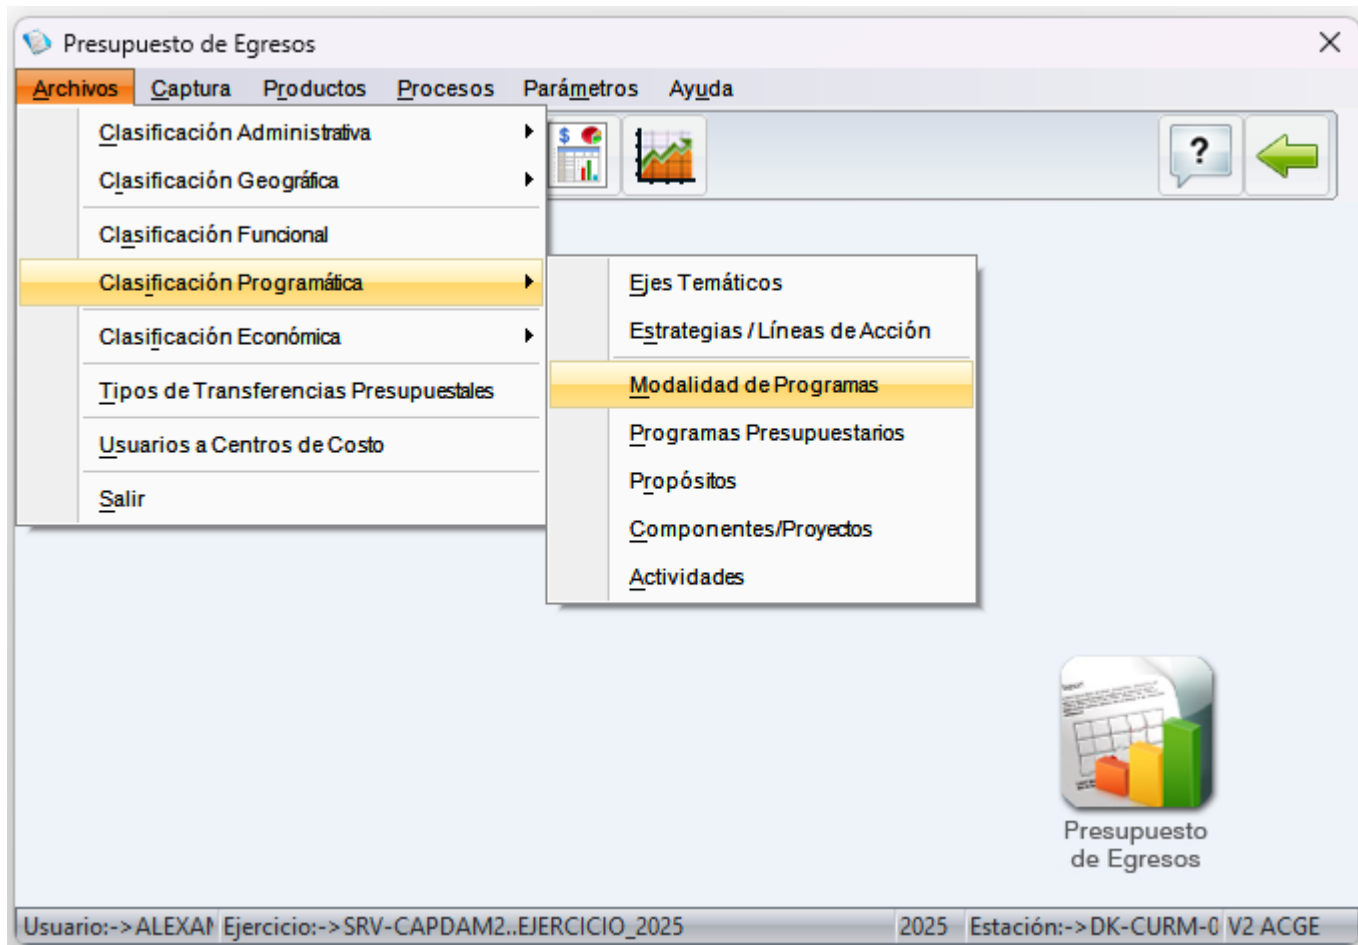 Presupuesto de Egresos
Archivos Captura Productos Procesos Parámetros Ayuda
Clasificación Administrativa
Clasificación Geográfica
Clasificación Funcional
Clasificación Programática
Clasificación Económica
Tipos de Transferencias Presupuestales
Usuarios a Centros de Costo
Salir
Ejes Temáticos
Estrategias / Líneas de Acción
Modalidad de Programas
Programas Presupuestarios
Propósitos
Componentes/Proyectos
Actividades
Presupuesto
de Egresos
Usuario:->ALEXAN Ejercicio:->SRV-CAPDAM2..EJERCICIO_2025 2025 Estación:->DK-CURM-0 V2 ACGE